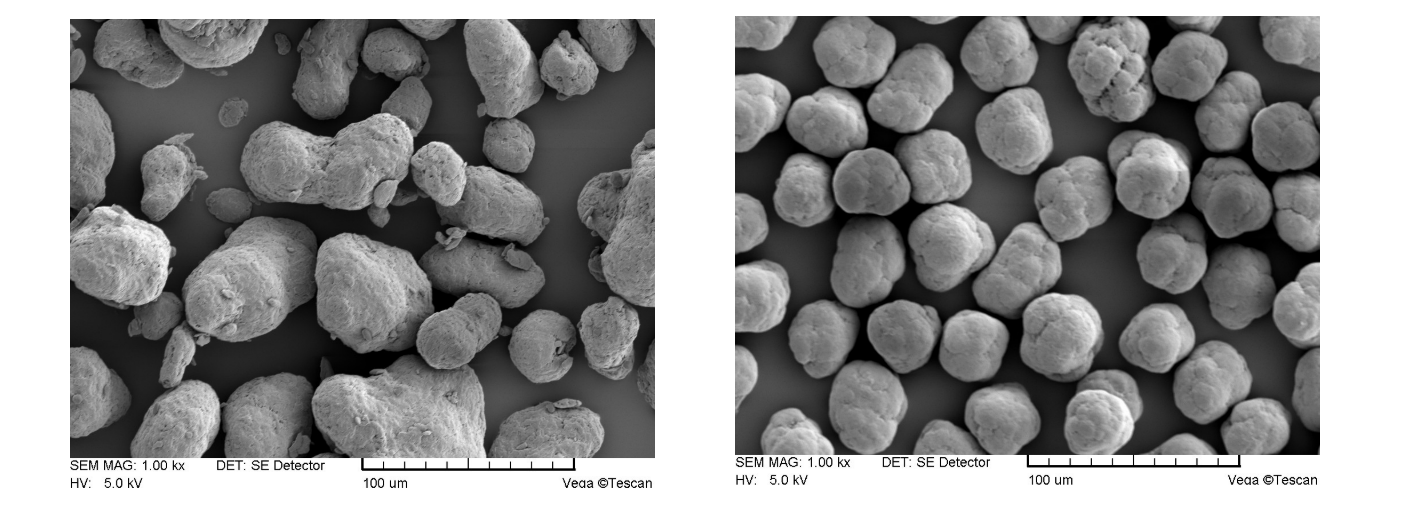 SEM MAG: 1.00 kx DET: SE Detector
HV: 5.0 kV 100 um Vega ©Tescan
SEM MAG: 1.00 kx DET: SE Detector
HV: 5.0 kV 100 um Vega ©Tescan